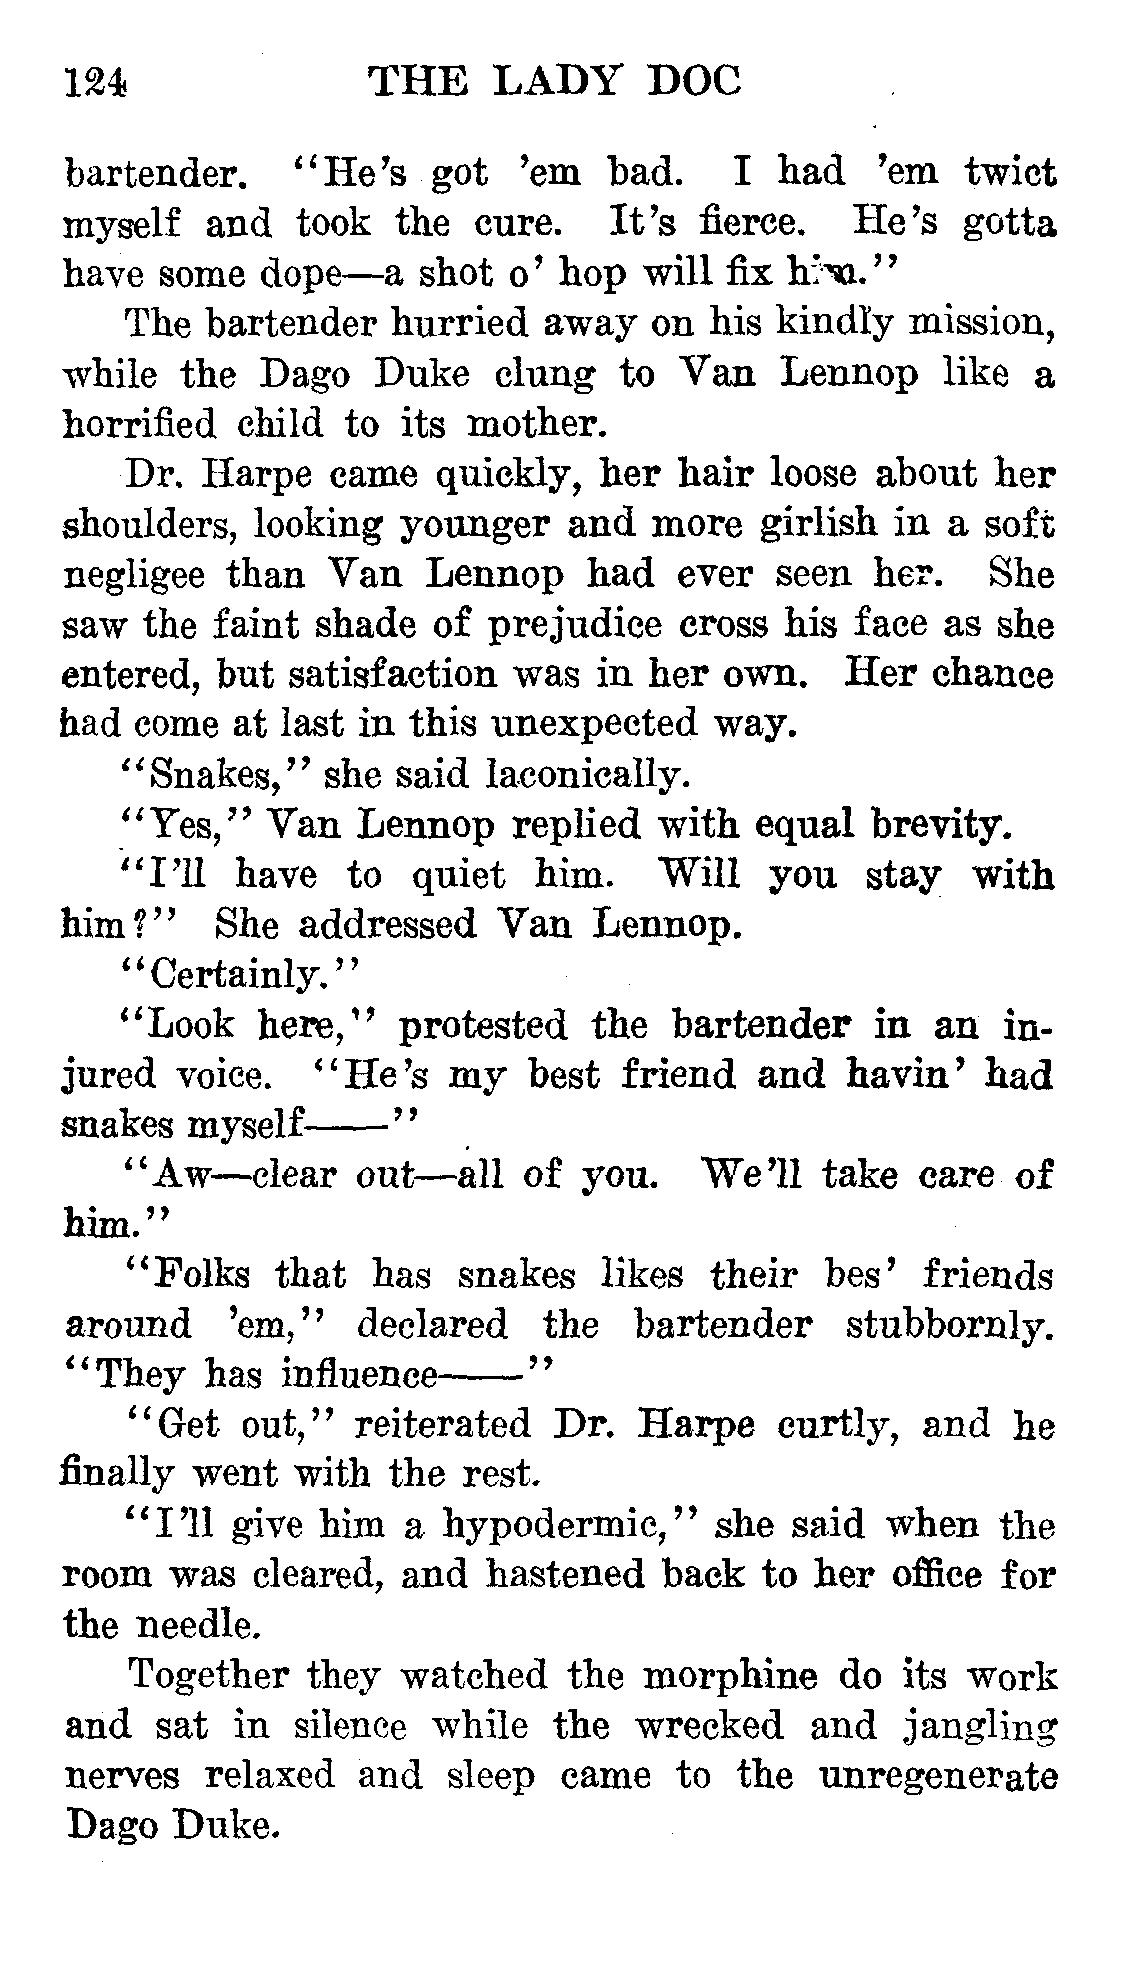 124 THE LADY DOC
bartender. "He's got 'em bad. I had 'em twict
myself and took the cure. It's fierce. He's gotta
have some dope—a shot o' hop will fix him."
The bartender hurried away on his kindly mission,
while the Dago Duke clung to Van Lennop like a
horrified child to its mother.
Dr. Harpe came quickly, her hair loose about her
shoulders, looking younger and more girlish in a soft
negligee than Van Lennop had ever seen her. She
saw the faint shade of prejudice cross his face as she
entered, but satisfaction was in her own. Her chance
had come at last in this unexpected way.
"Snakes," she said laconically.
"Yes," Van Lennop replied with equal brevity.
"I'll have to quiet him. Will you stay with
him?" She addressed Van Lennop.
"Certainly."
"Look here," protested the bartender in an in-
jured voice. "He's my best friend and havin' had
snakes myself——"
"Aw—clear out—all of you. We'll take care of
him."
"Folks that has snakes likes their bes' friends
around 'em," declared the bartender stubbornly.
"They has influence——"
"Get out," reiterated Dr. Harpe curtly, and he
finally went with the rest.
"I'll give him a hypodermic," she said when the
room was cleared, and hastened back to her office for
the needle.
Together they watched the morphine do its work
and sat in silence while the wrecked and jangling
nerves relaxed and sleep came to the unregenerate
Dago Duke.